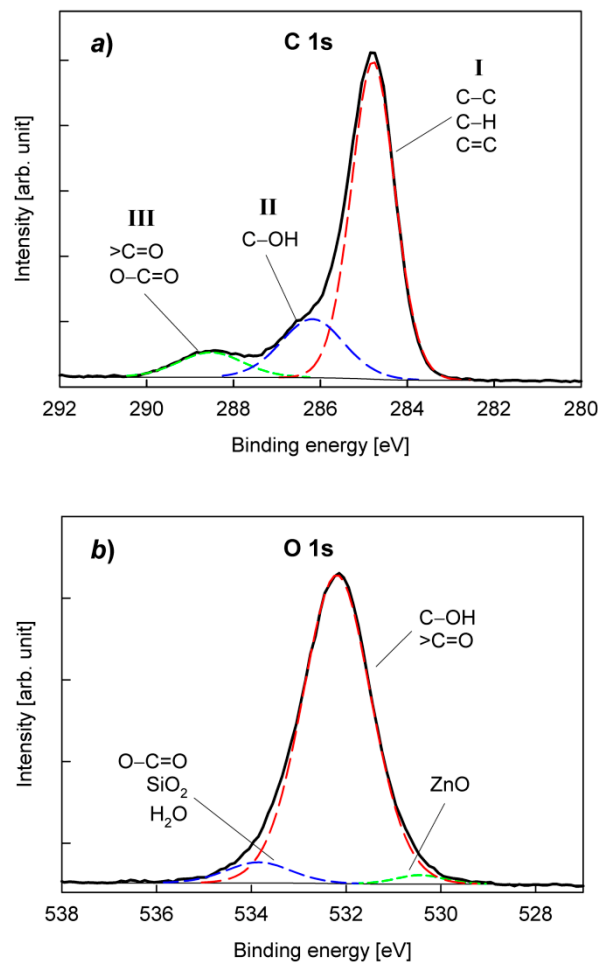 a) C 1s
I
C–C
C–H
C=C
II
C–OH
III
>C=O
O–C=O
Intensity [arb. unit]
292 290 288 286 284 282 280
Binding energy [eV]
b) O 1s
C–OH
>C=O
O–C=O
SiO₂
H₂O
ZnO
Intensity [arb. unit]
538 536 534 532 530 528
Binding energy [eV]